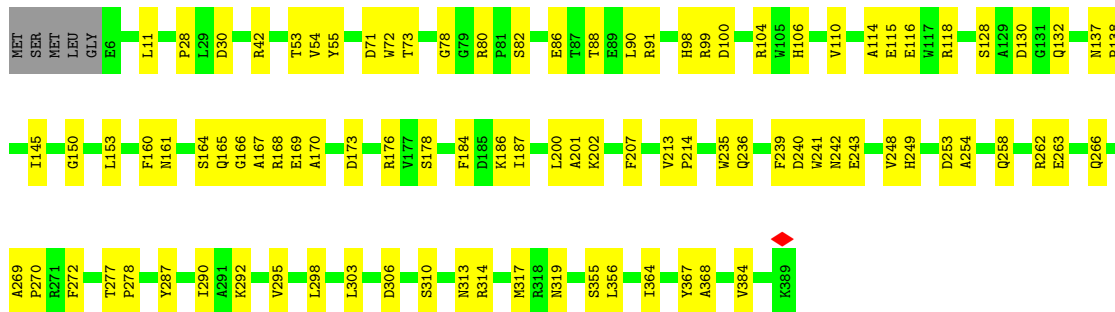 MET SER MET LEU GLY E6 L11 P28 L29 D30 R42 T53 V54 Y55 D71 W72 T73 G78 G79 R80 P81 S82 E86 T87 T88 E89 L90 R91 H98 R99 D100 R104 W105 H106 V110 A114 E115 E116 W117 R118 S128 A129 D130 G131 Q132 N137
I145 G150 L153 F160 N161 S164 Q165 G166 A167 R168 E169 A170 D173 R176 V177 S178 F184 D185 K186 I187 L200 A201 K202 F207 V213 P214 W235 Q236 F239 D240 W241 N242 E243 V248 H249 D253 A254 Q258 R262 E263 Q266
A269 P270 R271 F272 T277 P278 Y287 I290 A291 K292 V295 L298 L303 D306 S310 N313 R314 M317 R318 N319 S355 L356 I364 Y367 A368 V384 K389